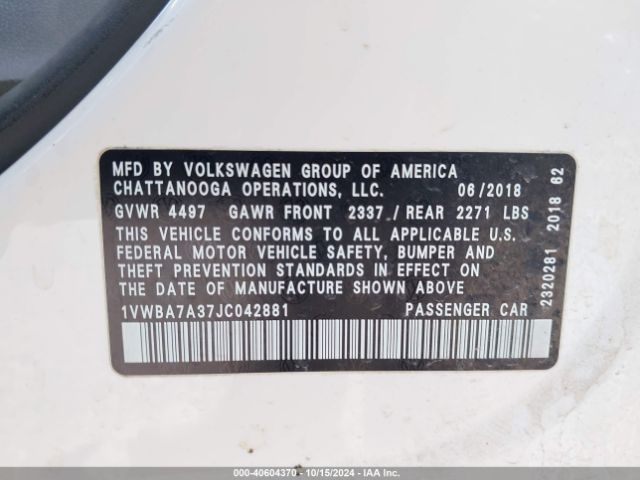 MFD BY VOLKSWAGEN GROUP OF AMERICA
CHATTANOOGA OPERATIONS, LLC. 06/2018
GVWR 4497 GAWR FRONT 2337/REAR 2271 LBS
THIS VEHICLE CONFORMS TO ALL APPLICABLE U.S.
FEDERAL MOTOR VEHICLE SAFETY, BUMPER AND
THEFT PREVENTION STANDARDS IN EFFECT ON
THE DATE OF MANUFACTURE SHOWN ABOVE
1VWBA7A37JC042881 PASSENGER CAR
2320281 2018 62
000-40604370 - 10/15/2024 - IAA Inc.